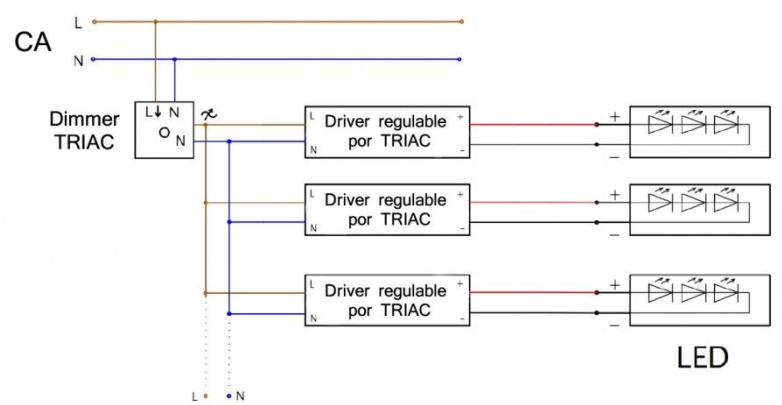 L
CA
N
L N
Dimmer
TRIAC
N
L
N
Driver regulable
por TRIAC
+
–
+
–
L
N
Driver regulable
por TRIAC
+
–
+
–
L
N
Driver regulable
por TRIAC
+
–
+
–
LED
L
N